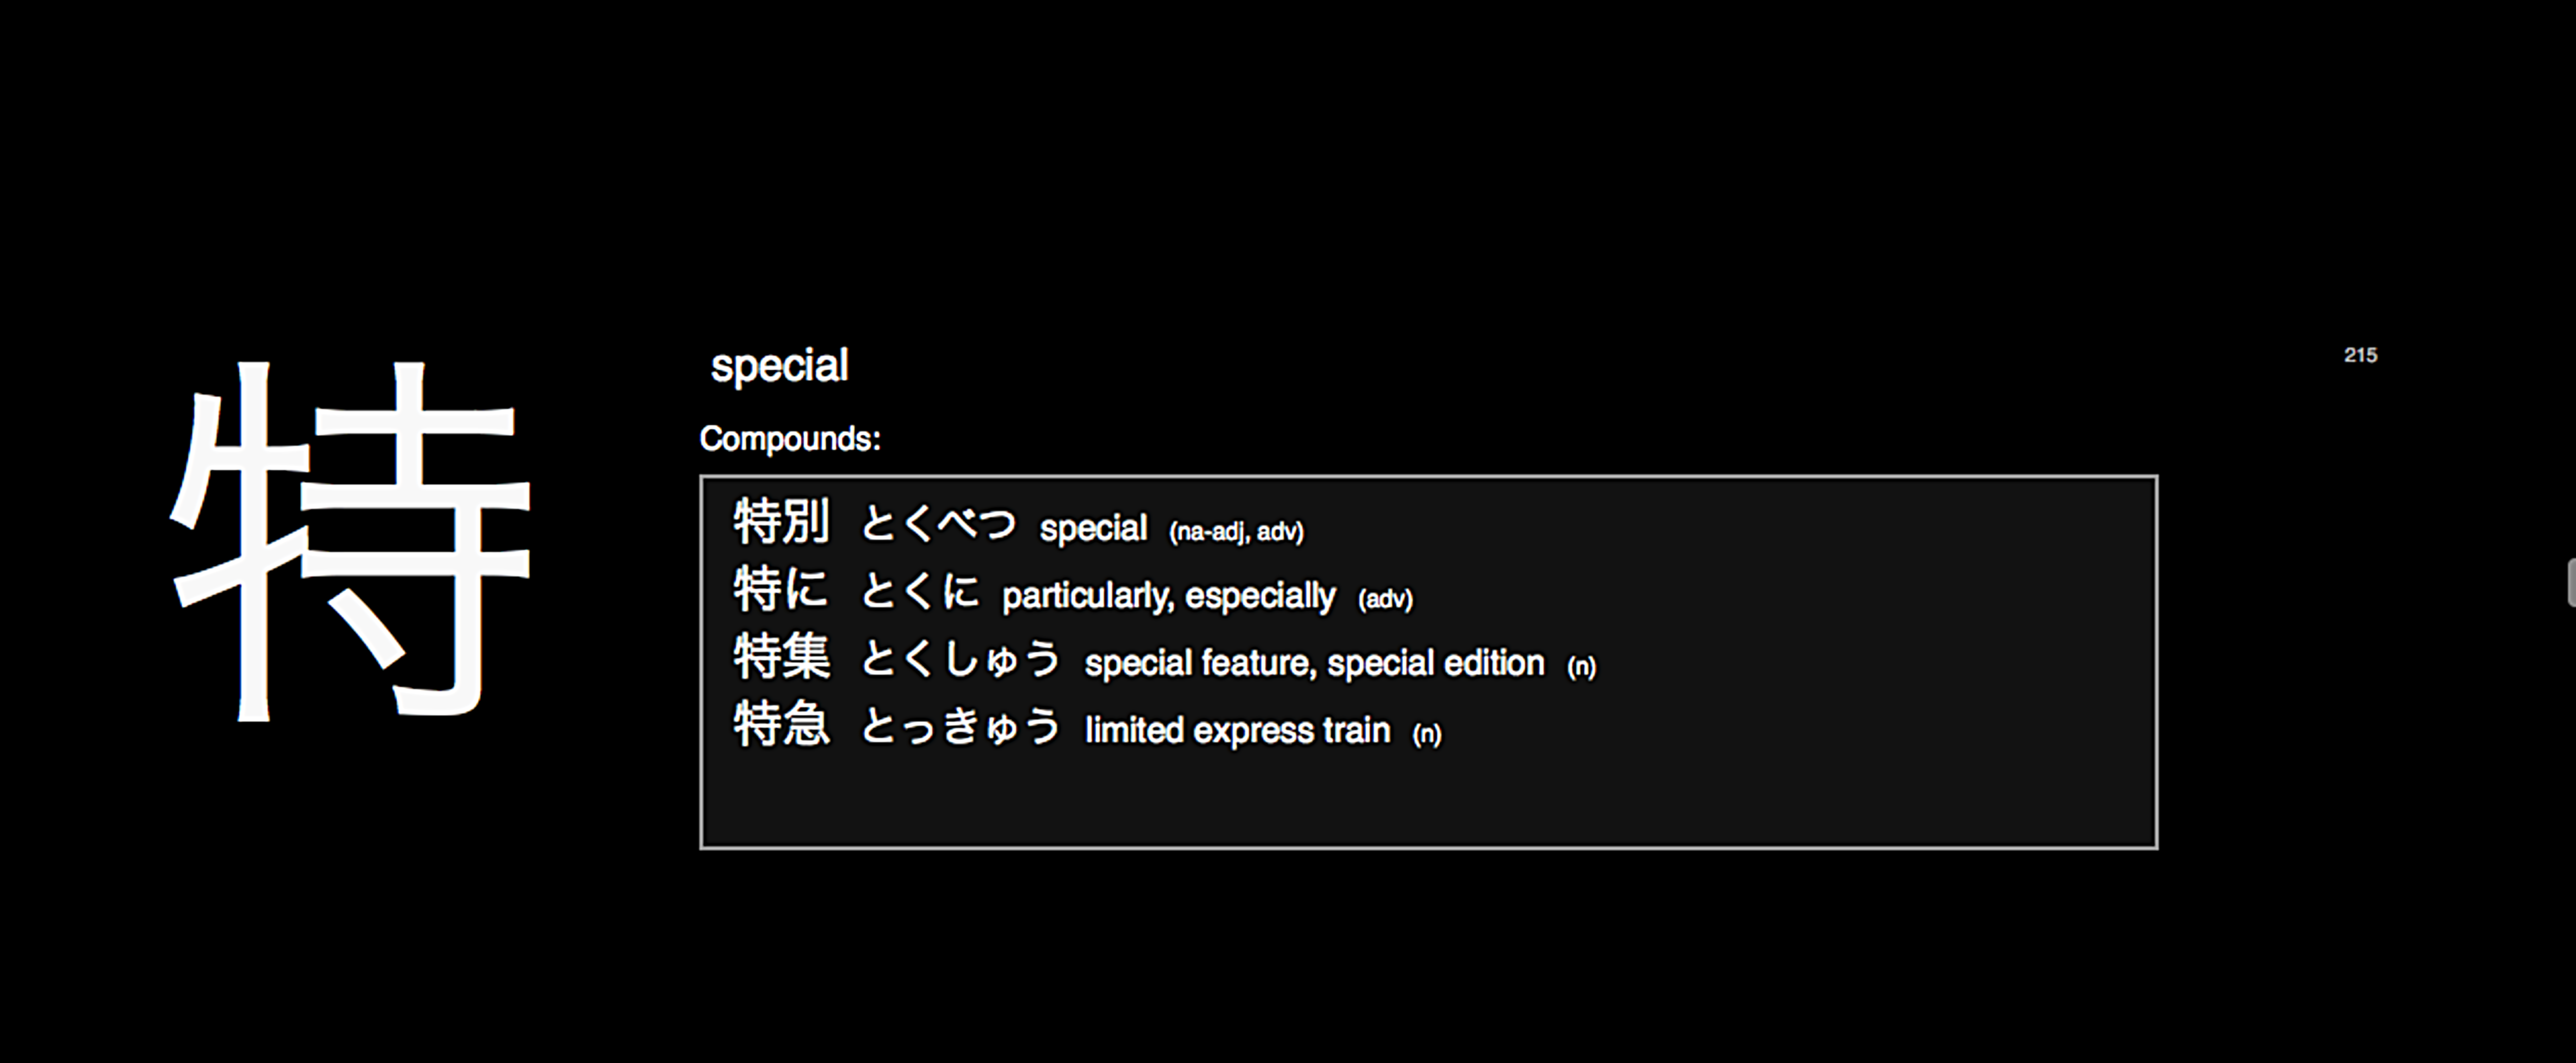 特
special
215
Compounds:
特別 とくべつ special (na-adj, adv)
特に とくに particularly, especially (adv)
特集 とくしゅう special feature, special edition (n)
特急 とっきゅう limited express train (n)